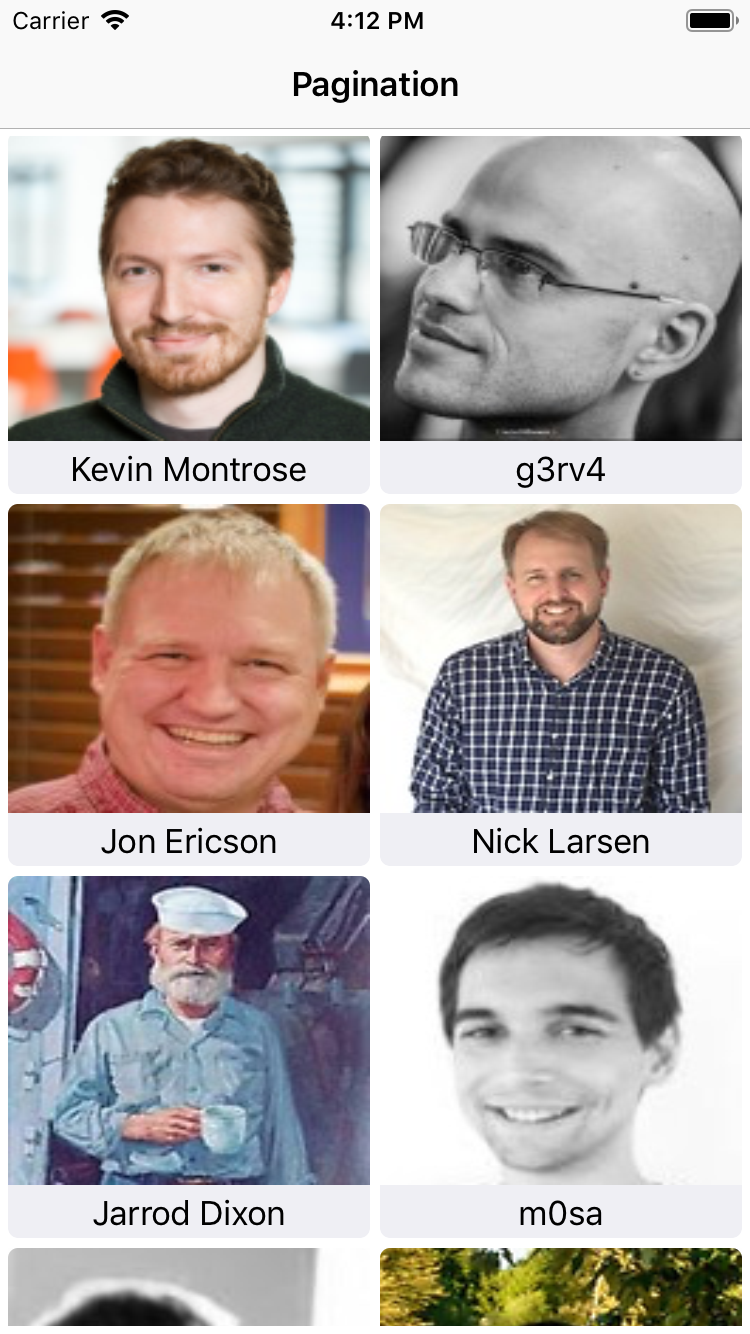 Carrier 4:12 PM
Pagination
Kevin Montrose
g3rv4
Jon Ericson
Nick Larsen
Jarrod Dixon
m0sa